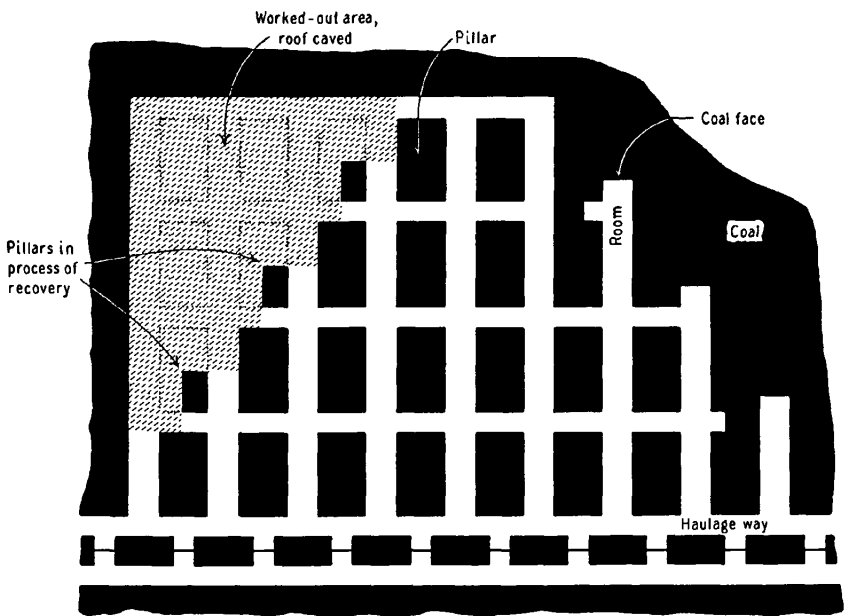 Worked-out area,
roof caved
Pillar
Coal face
Room
Coal
Pillars in
process of
recovery
Haulage way